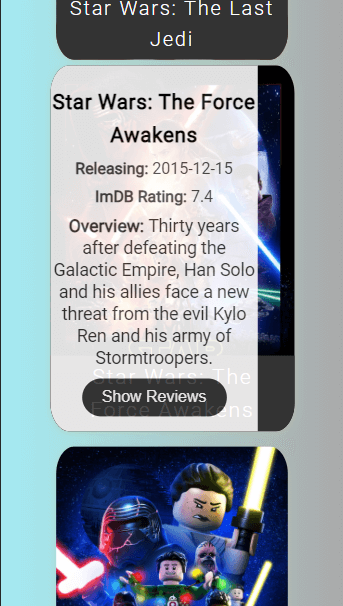 Star Wars: The Last
Jedi
Star Wars: The Force
Awakens
Releasing: 2015-12-15
ImDB Rating: 7.4
Overview: Thirty years
after defeating the
Galactic Empire, Han Solo
and his allies face a new
threat from the evil Kylo
Ren and his army of
Stormtroopers.
Star Wars: The
Show Reviews
Force Awakens